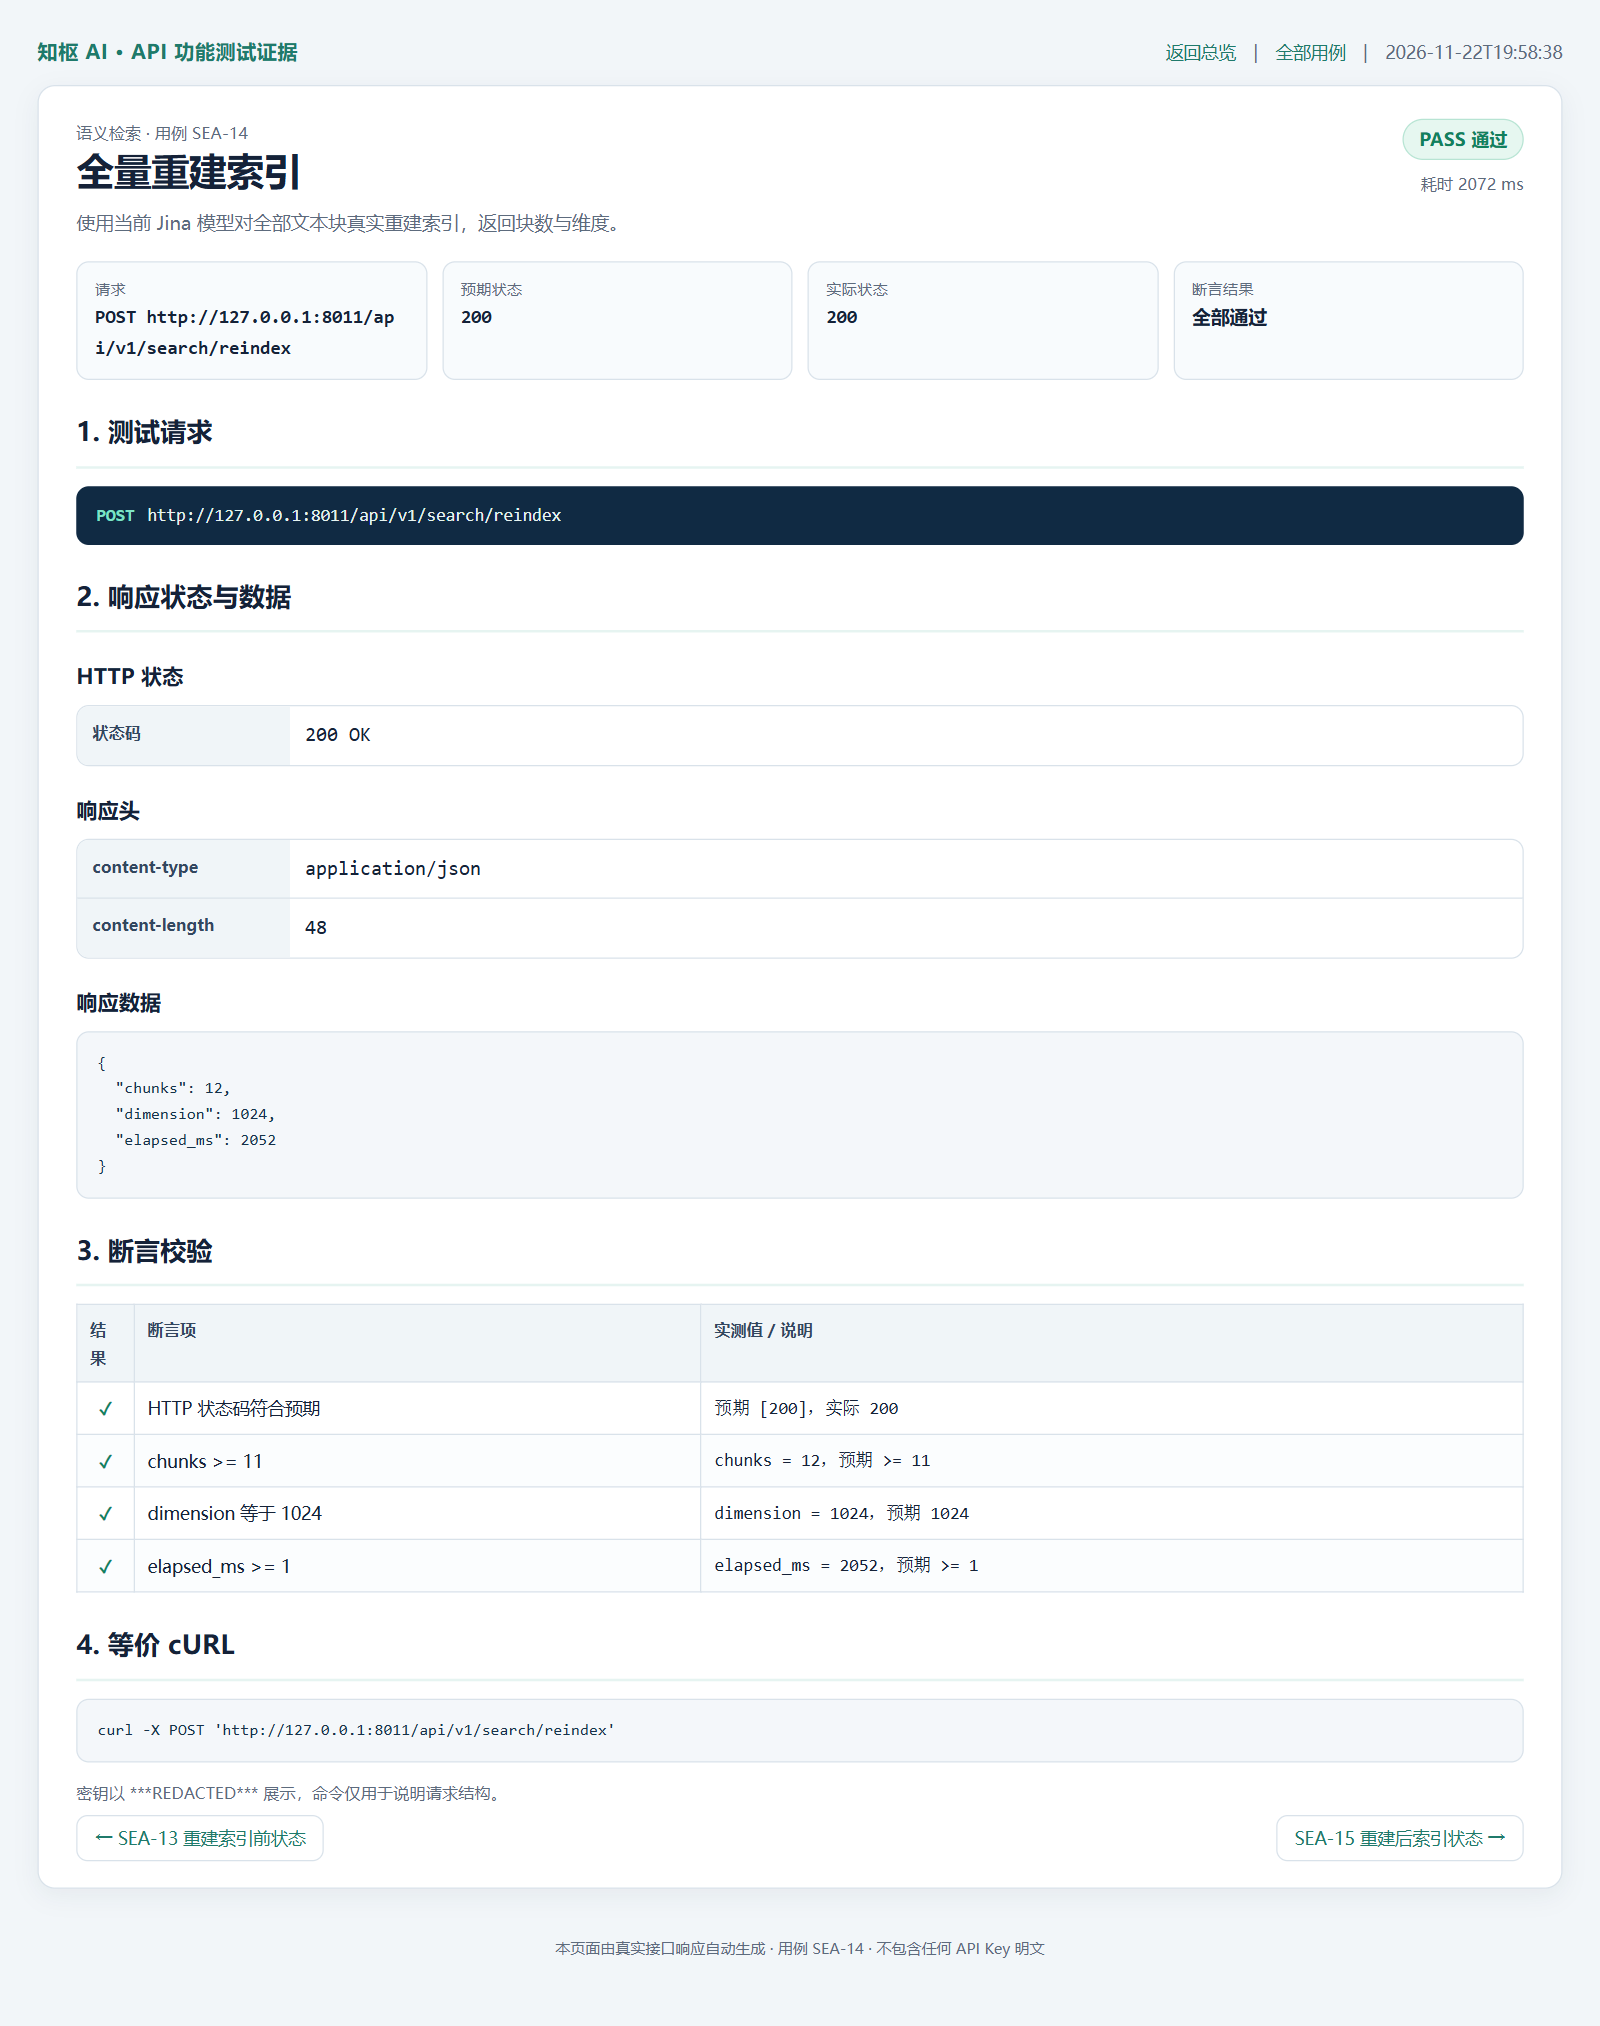 知枢 AI • API 功能测试证据
返回总览 | 全部用例 | 2026-11-22T19:58:38
语义检索 · 用例 SEA-14
PASS 通过
全量重建索引
耗时 2072 ms
使用当前 Jina 模型对全部文本块真实重建索引，返回块数与维度。
请求
POST http://127.0.0.1:8011/ap
i/v1/search/reindex
预期状态
200
实际状态
200
断言结果
全部通过
1. 测试请求
POST http://127.0.0.1:8011/api/v1/search/reindex
2. 响应状态与数据
HTTP 状态
状态码 200 OK
响应头
content-type application/json
content-length 48
响应数据
{
  "chunks": 12,
  "dimension": 1024,
  "elapsed_ms": 2052
}
3. 断言校验
结
果
断言项
实测值 / 说明
✓ HTTP 状态码符合预期 预期 [200]，实际 200
✓ chunks >= 11 chunks = 12，预期 >= 11
✓ dimension 等于 1024 dimension = 1024，预期 1024
✓ elapsed_ms >= 1 elapsed_ms = 2052，预期 >= 1
4. 等价 cURL
curl -X POST 'http://127.0.0.1:8011/api/v1/search/reindex'
密钥以 ***REDACTED*** 展示，命令仅用于说明请求结构。
← SEA-13 重建索引前状态
SEA-15 重建后索引状态 →
本页面由真实接口响应自动生成 · 用例 SEA-14 · 不包含任何 API Key 明文